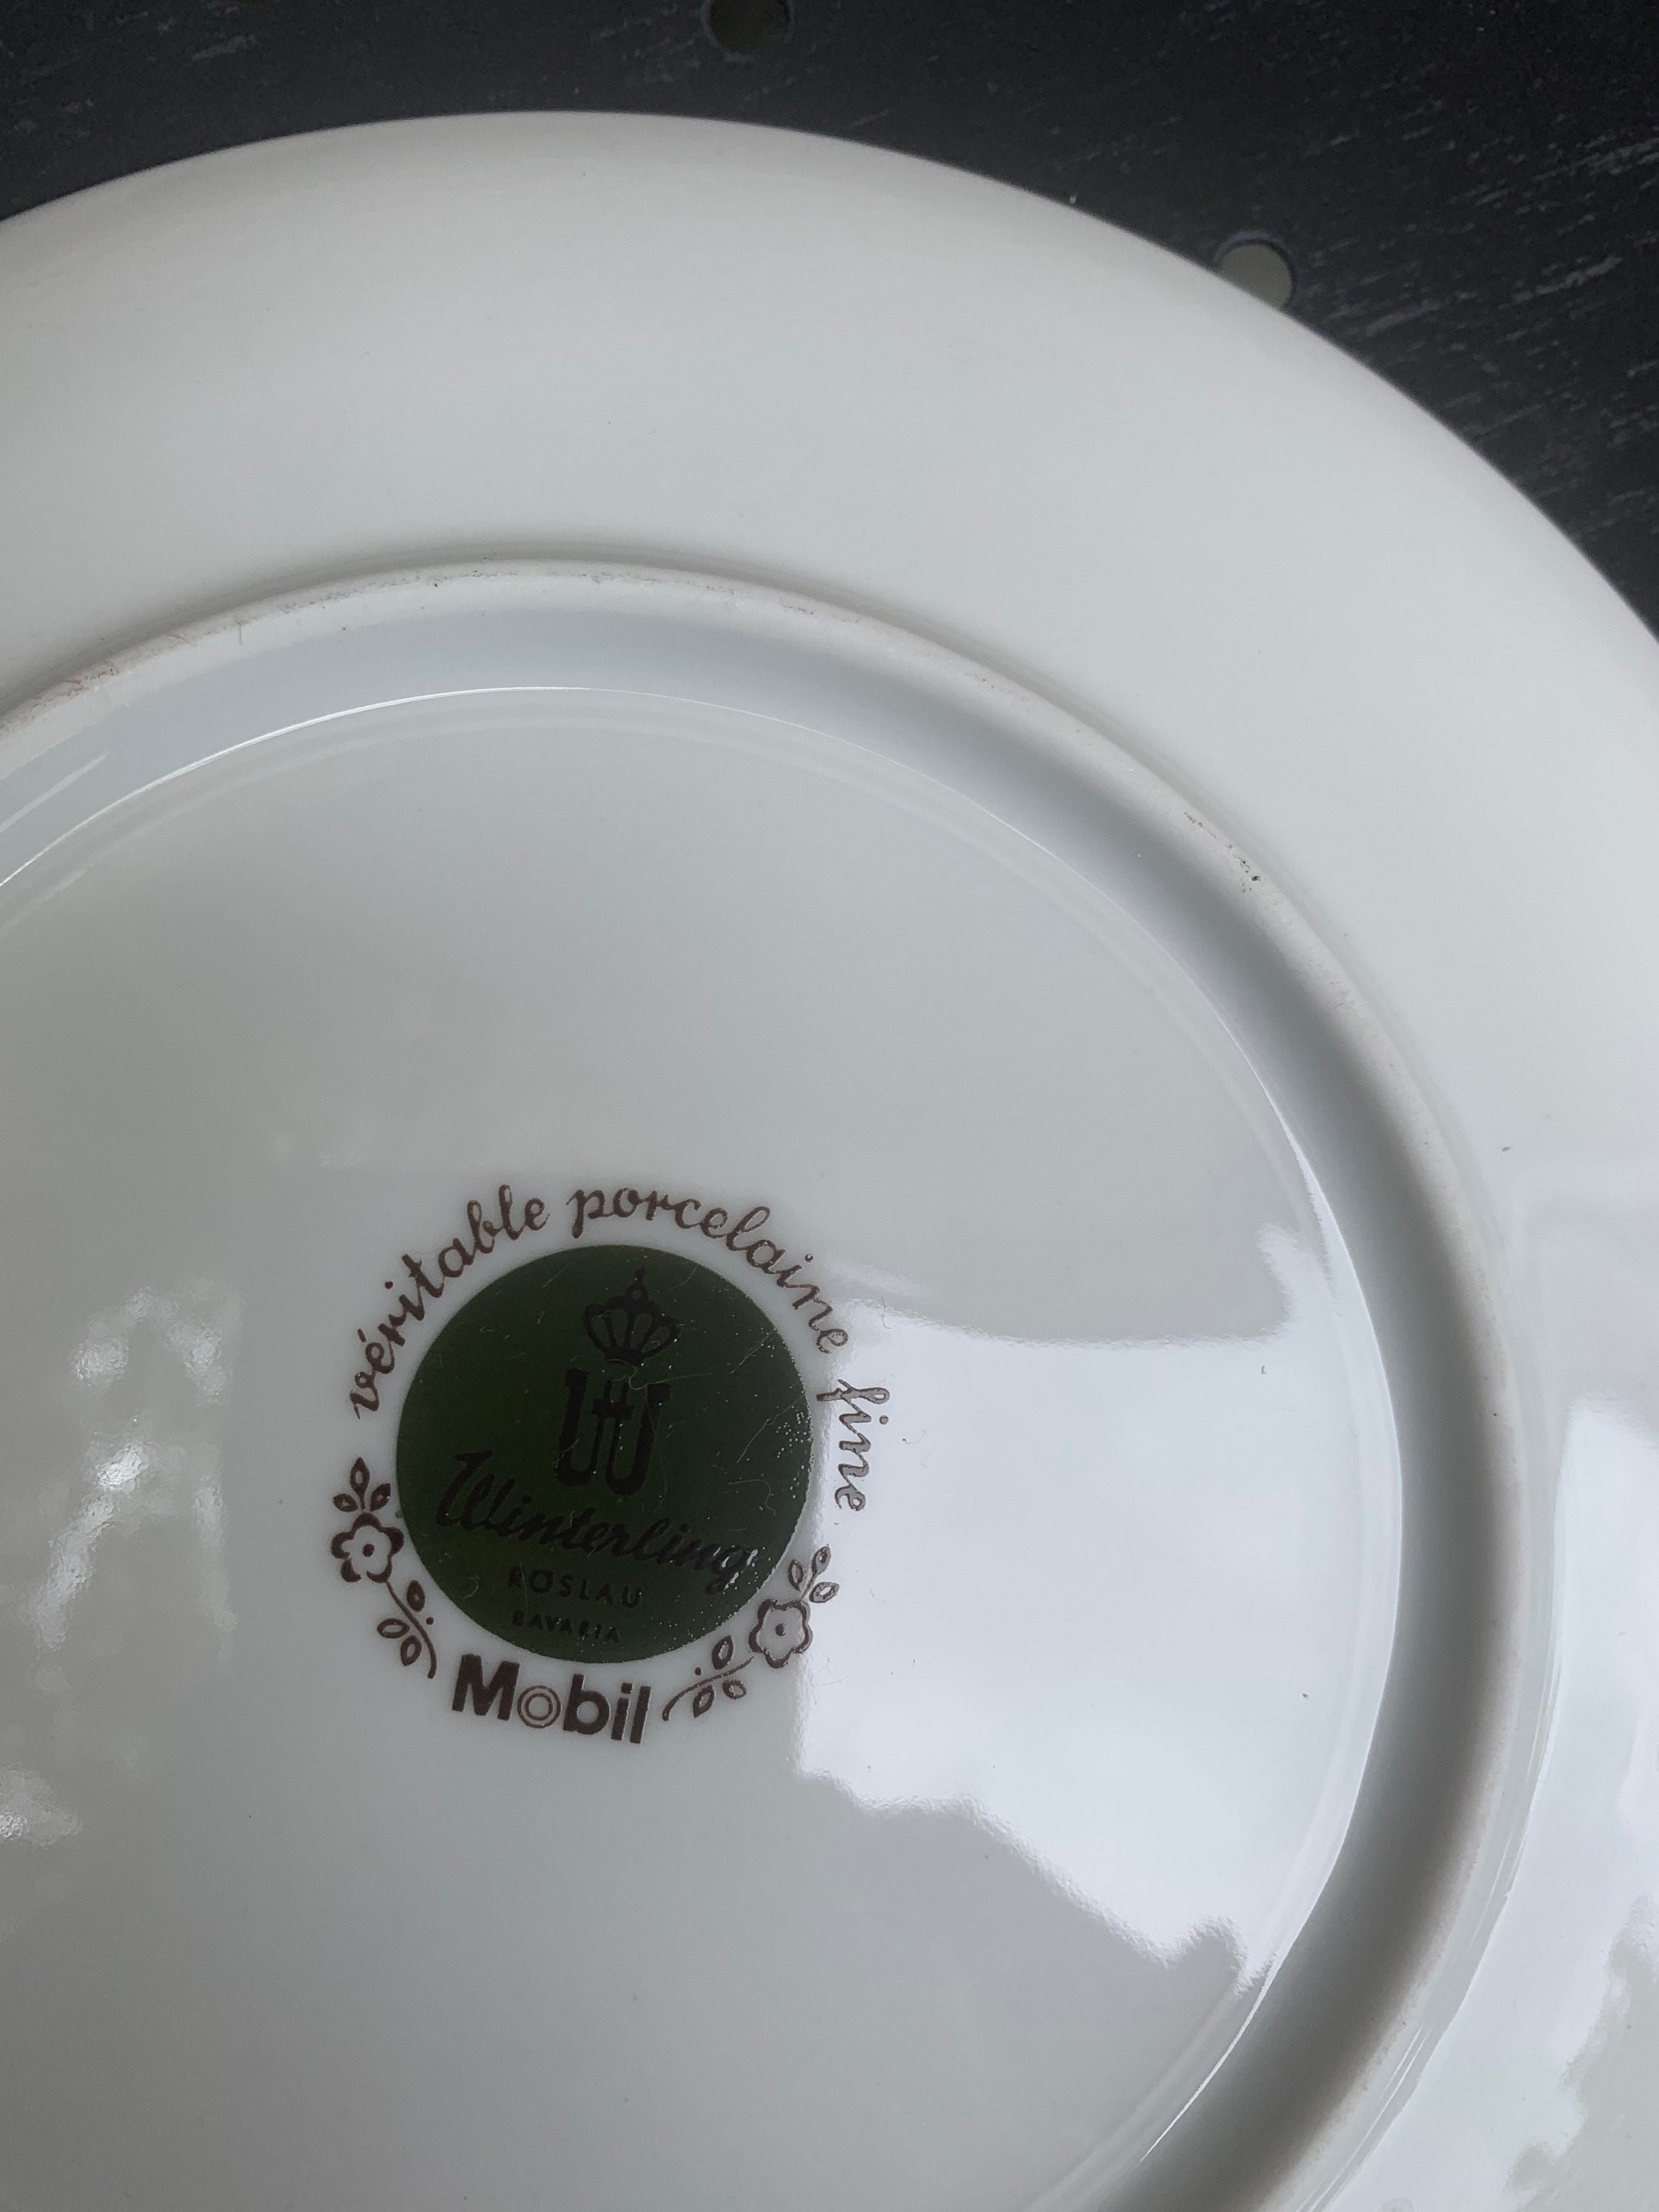 véritable porcelaine fine
Winterling
RÖSLAU
BAVARIA
Mobil